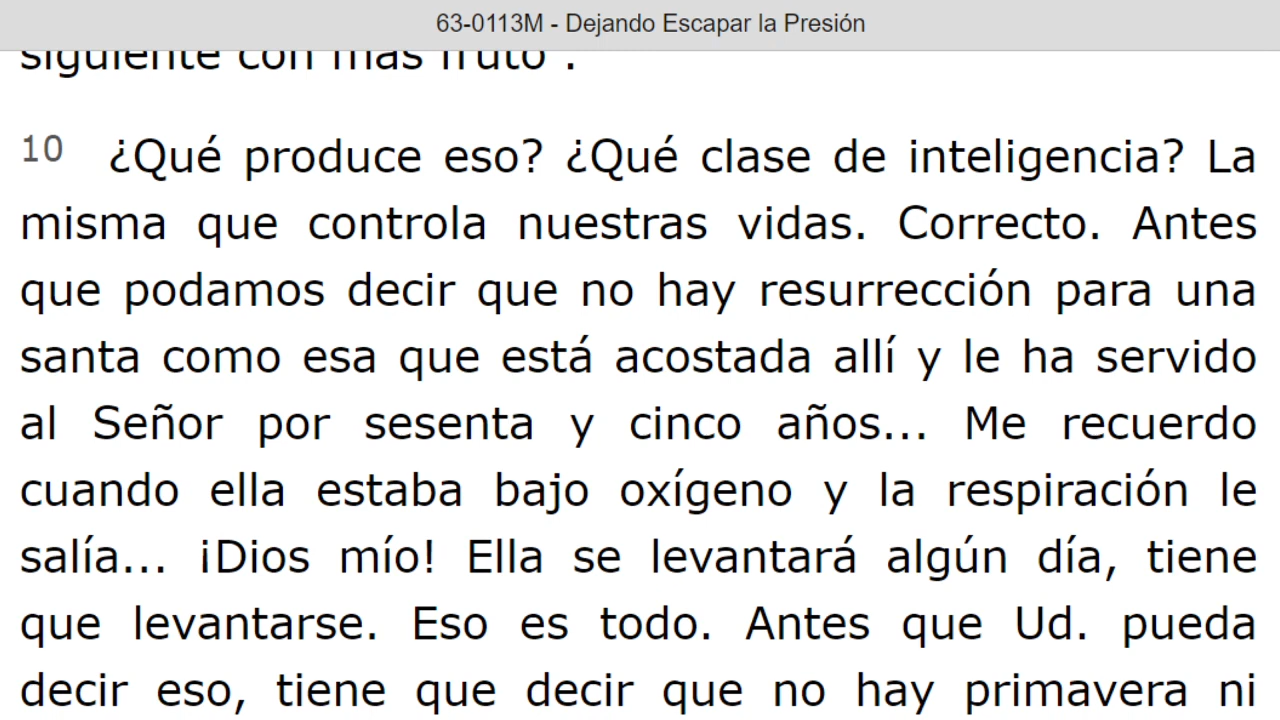 63-0113M - Dejando Escapar la Presión
siguiente con más fruto".
10 ¿Qué produce eso? ¿Qué clase de inteligencia? La
misma que controla nuestras vidas. Correcto. Antes
que podamos decir que no hay resurrección para una
santa como esa que está acostada allí y le ha servido
al Señor por sesenta y cinco años... Me recuerdo
cuando ella estaba bajo oxígeno y la respiración le
salía... ¡Dios mío! Ella se levantará algún día, tiene
que levantarse. Eso es todo. Antes que Ud. pueda
decir eso, tiene que decir que no hay primavera ni